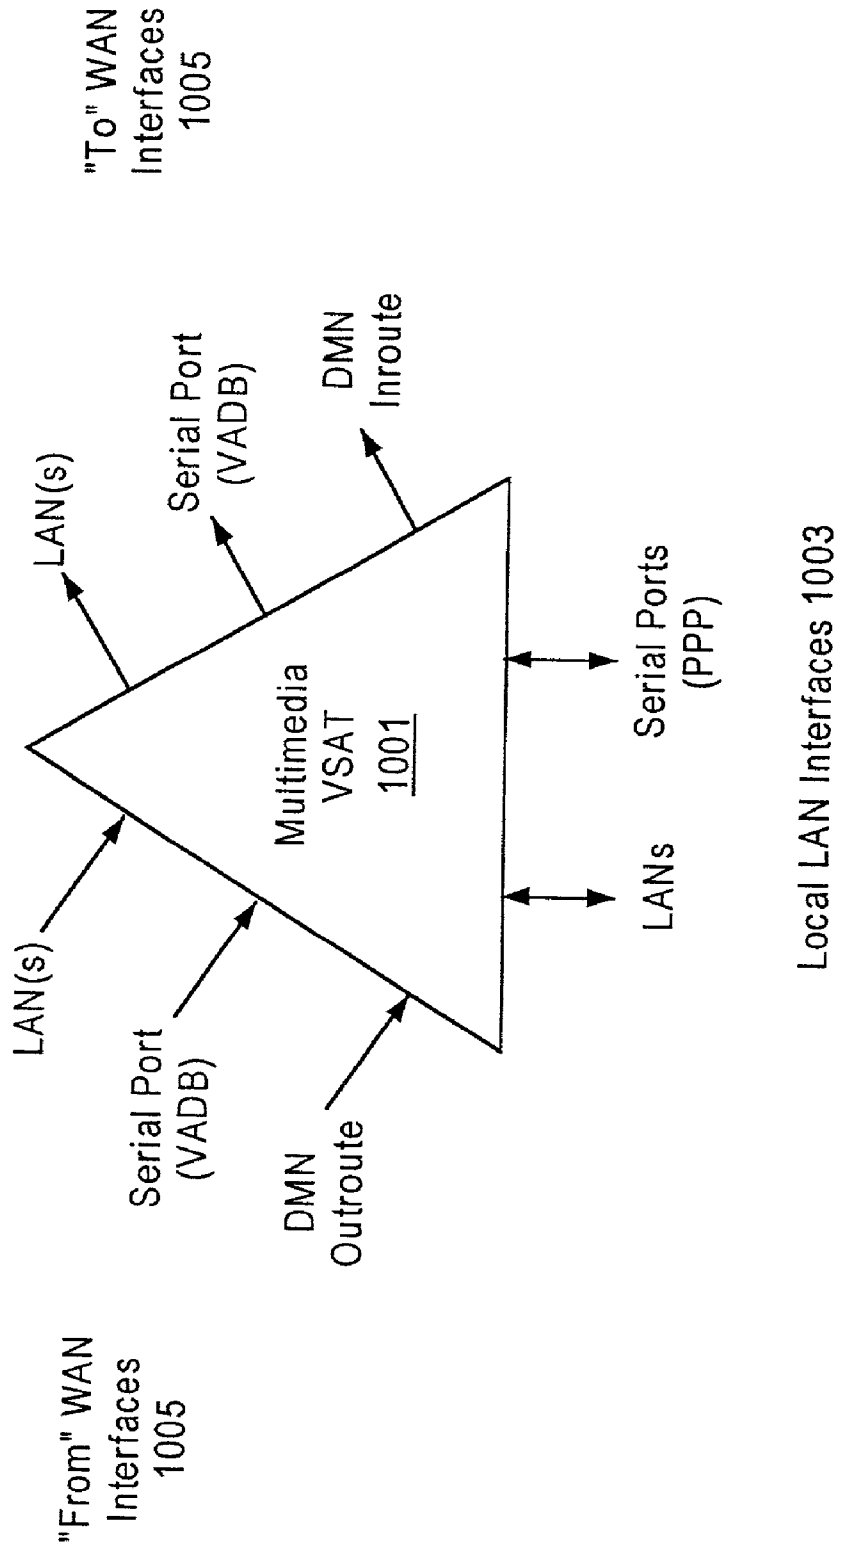 "From" WAN
Interfaces
1005
"To" WAN
Interfaces
1005
LAN(s)
LAN(s)
Serial Port
(VADB)
Serial Port
(VADB)
DMN
Outroute
DMN
Inroute
Multimedia
VSAT
1001
LANs
Serial Ports
(PPP)
Local LAN Interfaces 1003